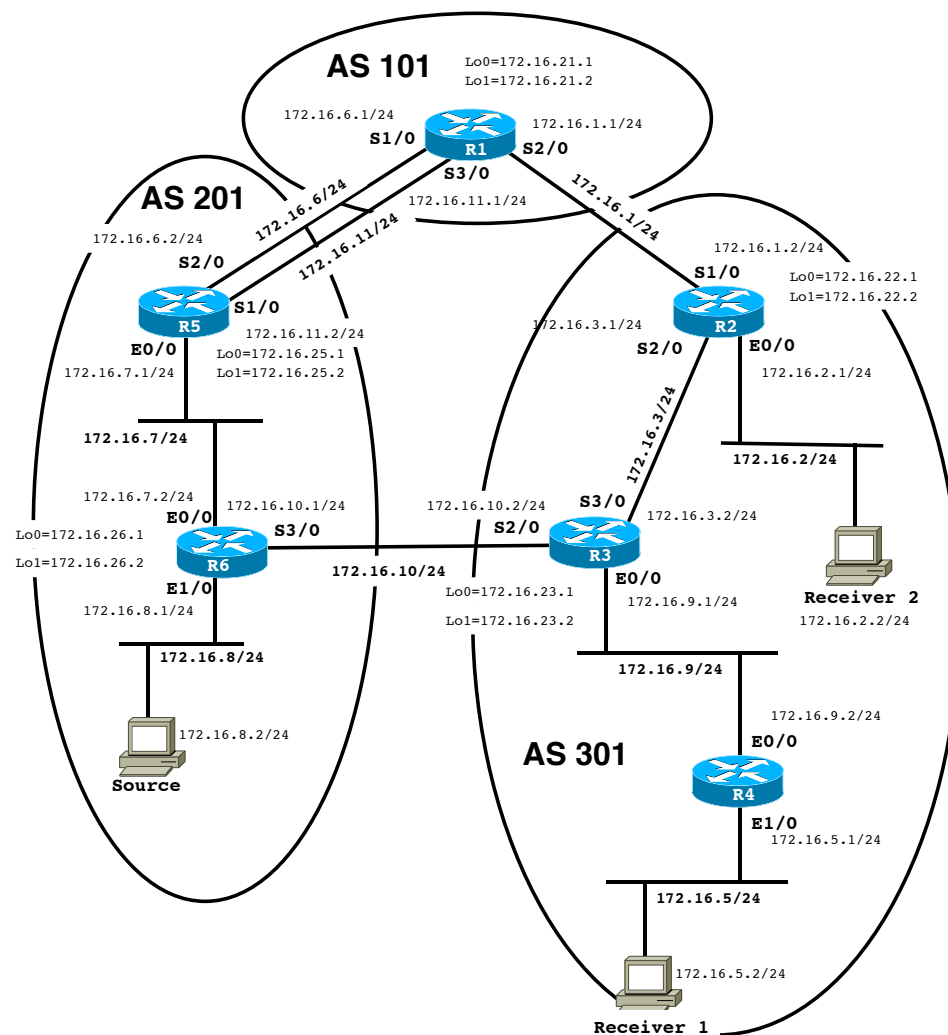 AS 101
Lo0=172.16.21.1
Lo1=172.16.21.2
172.16.6.1/24
172.16.1.1/24
S1/0
R1
S2/0
S3/0
AS 201
172.16.6/24
172.16.11.1/24
172.16.1/24
172.16.11/24
172.16.6.2/24
172.16.1.2/24
S2/0
S1/0
Lo0=172.16.22.1
Lo1=172.16.22.2
S1/0
R5
R2
172.16.3.1/24
172.16.11.2/24
E0/0
S2/0
E0/0
Lo0=172.16.25.1
172.16.7.1/24
Lo1=172.16.25.2
172.16.2.1/24
172.16.3/24
172.16.7/24
172.16.2/24
172.16.7.2/24
172.16.10.1/24
172.16.10.2/24
S3/0
E0/0
172.16.3.2/24
Lo0=172.16.26.1
S3/0
S2/0
R3
Lo1=172.16.26.2
R6
172.16.10/24
E0/0
E1/0
Lo0=172.16.23.1
Receiver 2
172.16.8.1/24
172.16.9.1/24
Lo1=172.16.23.2
172.16.2.2/24
172.16.8/24
172.16.9/24
172.16.8.2/24
172.16.9.2/24
E0/0
AS 301
Source
R4
E1/0
172.16.5.1/24
172.16.5/24
172.16.5.2/24
Receiver 1